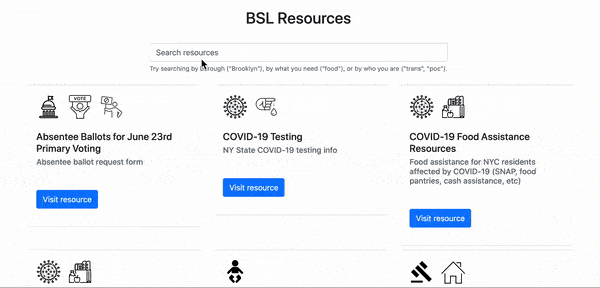 BSL Resources
Search resources
Try searching by borough ("Brooklyn"), by what you need ("food"), or by who you are ("trans", "poc").
VOTE
Absentee Ballots for June 23rd
Primary Voting
Absentee ballot request form
Visit resource
COVID-19 Testing
NY State COVID-19 testing info
Visit resource
COVID-19 Food Assistance
Resources
Food assistance for NYC residents
affected by COVID-19 (SNAP, food
pantries, cash assistance, etc)
Visit resource